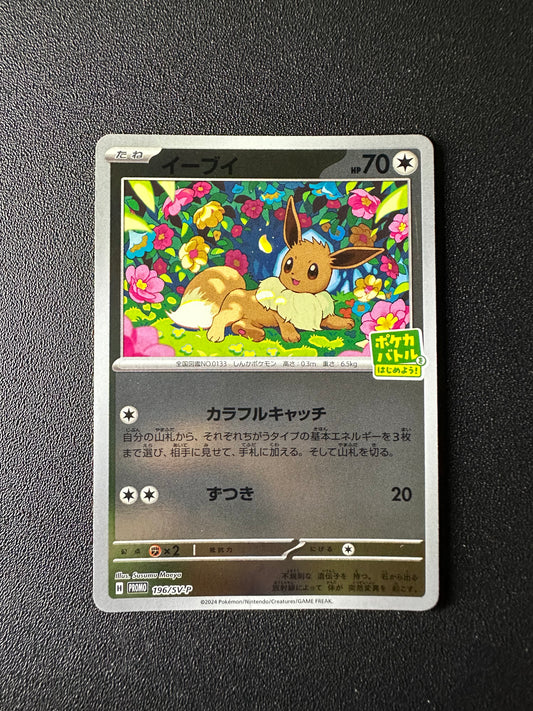 たね
イーブイ
HP 70
全国図鑑NO.0133 しんかポケモン 高さ:0.3m 重さ:6.5kg
ポケカ
バトルを
はじめよう!
カラフルキャッチ
自分の山札から、それぞれちがうタイプの基本エネルギーを3枚
まで選び、相手に見せて、手札に加える。そして山札を切る。
ずつき 20
弱点 ×2 抵抗力 にげる
Illus. Susumu Maeya
不規則な 遺伝子を 持つ。 石から出る
放射線によって 体が 突然変異を 起こす。
H PROMO 196/SV-P
©2024 Pokémon/Nintendo/Creatures/GAME FREAK.